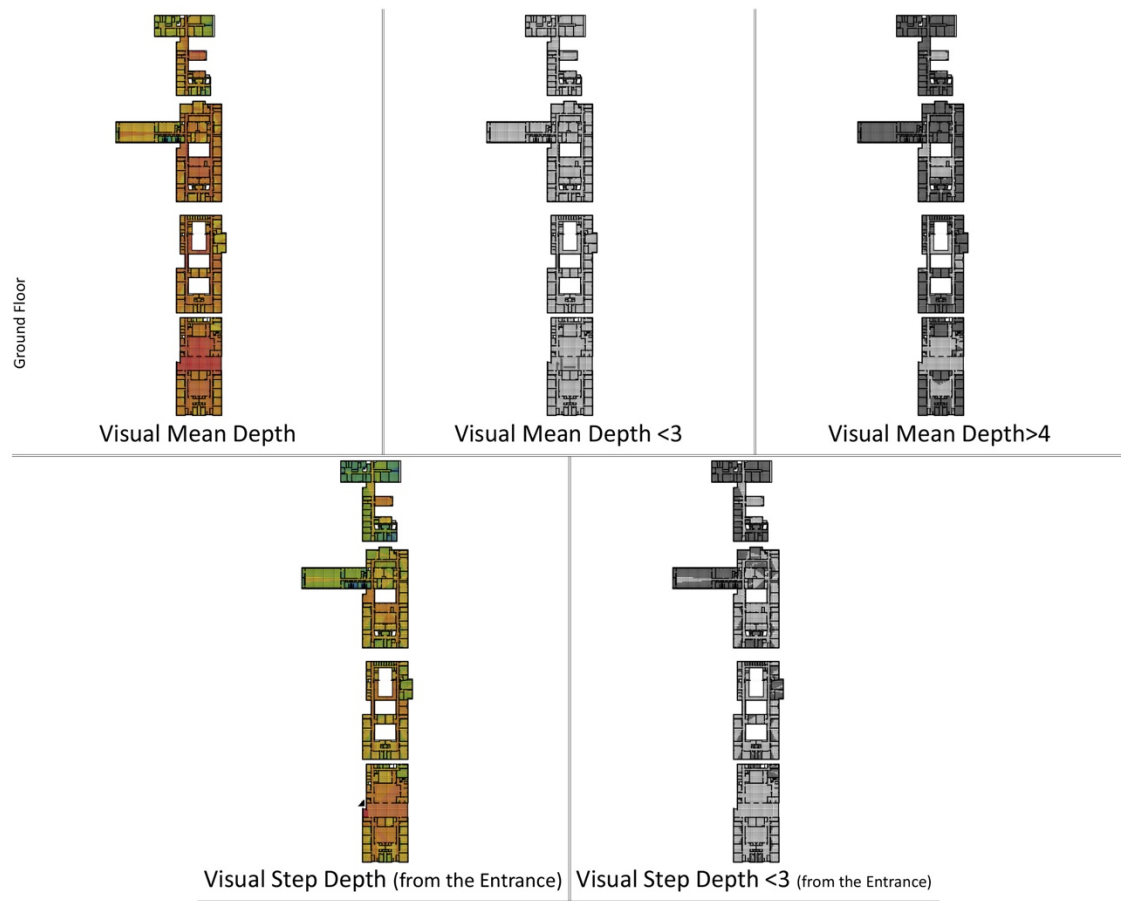 Ground Floor
Visual Mean Depth
Visual Mean Depth <3
Visual Mean Depth>4
Visual Step Depth (from the Entrance)
Visual Step Depth <3 (from the Entrance)